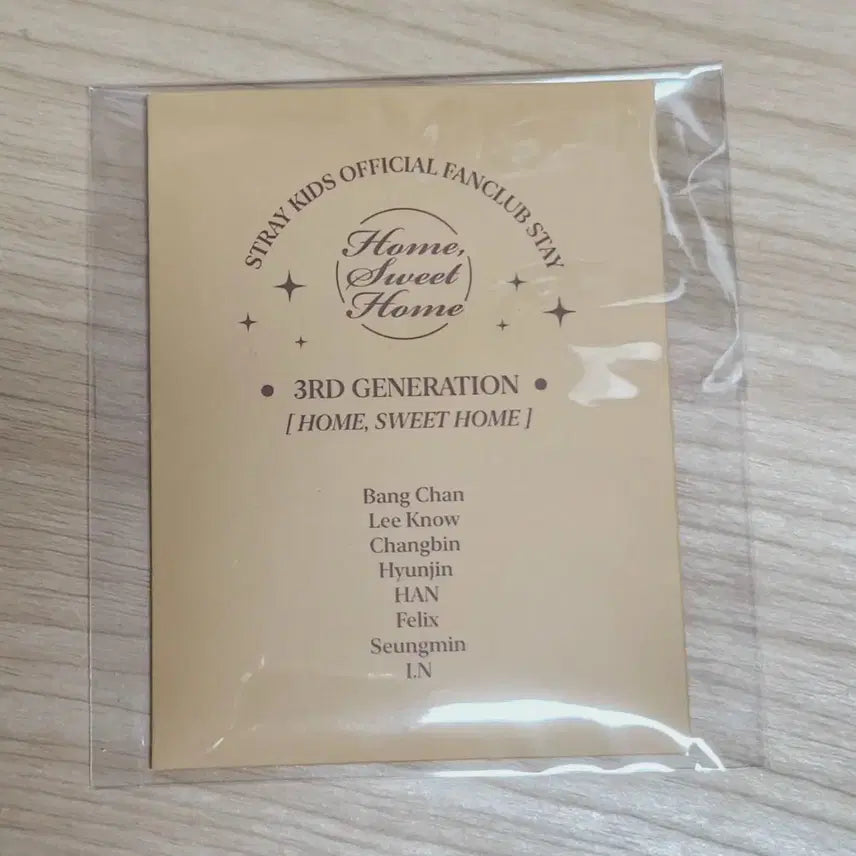 STRAY KIDS OFFICIAL FANCLUB STAY
Home,
Sweet
Home
• 3RD GENERATION •
[ HOME, SWEET HOME ]
Bang Chan
Lee Know
Changbin
Hyunjin
HAN
Felix
Seungmin
I.N